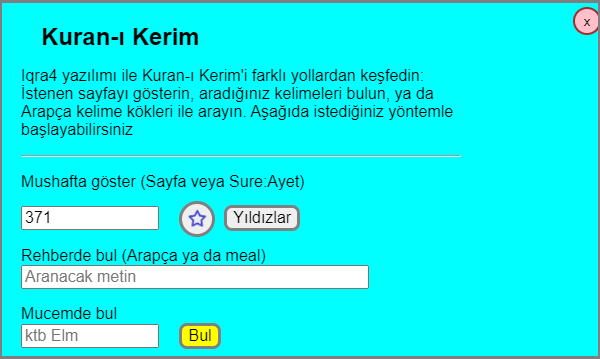 x
Kuran-ı Kerim
Iqra4 yazılımı ile Kuran-ı Kerim'i farklı yollardan keşfedin:
İstenen sayfayı gösterin, aradığınız kelimeleri bulun, ya da
Arapça kelime kökleri ile arayın. Aşağıda istediğiniz yöntemle
başlayabilirsiniz
Mushafta göster (Sayfa veya Sure:Ayet)
371 Yıldızlar
Rehberde bul (Arapça ya da meal)
Aranacak metin
Mucemde bul
ktb Elm Bul